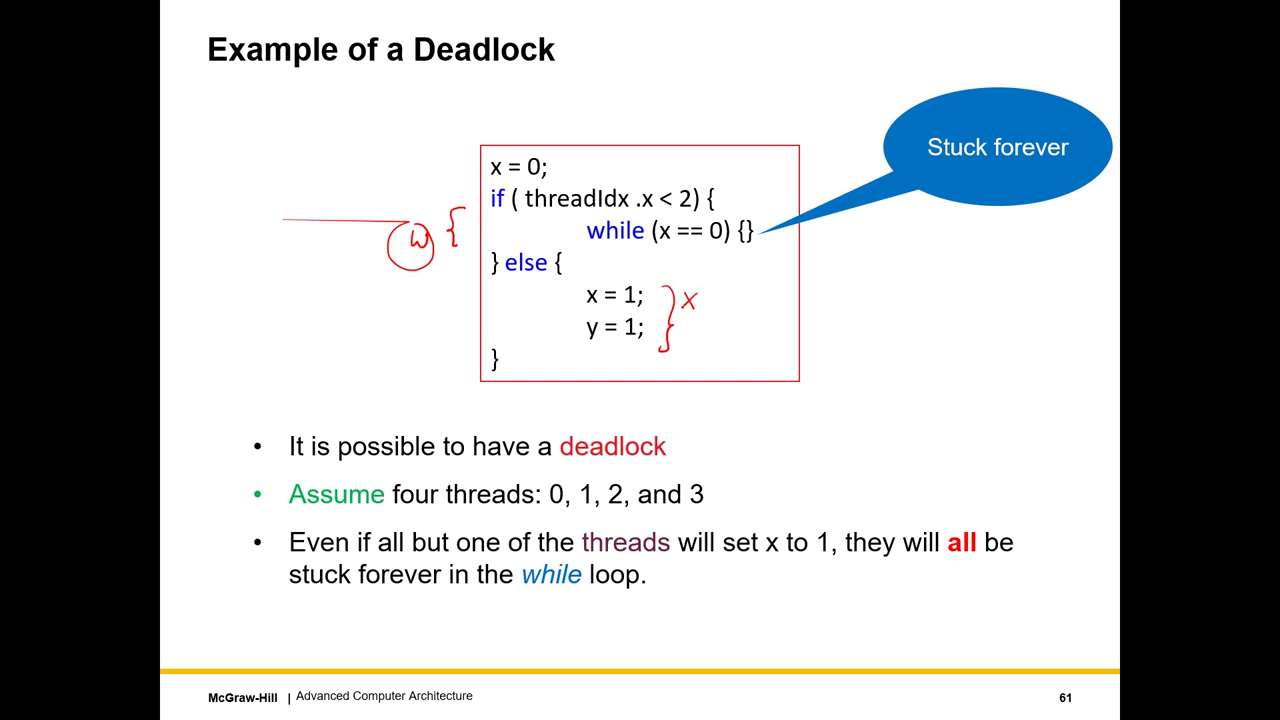 Example of a Deadlock
Stuck forever
x = 0;
if ( threadIdx .x < 2) {
while (x == 0) {}
} else {
x = 1;
y = 1;
}
W {
} x
• It is possible to have a deadlock
• Assume four threads: 0, 1, 2, and 3
• Even if all but one of the threads will set x to 1, they will all be
stuck forever in the while loop.
McGraw-Hill | Advanced Computer Architecture
61